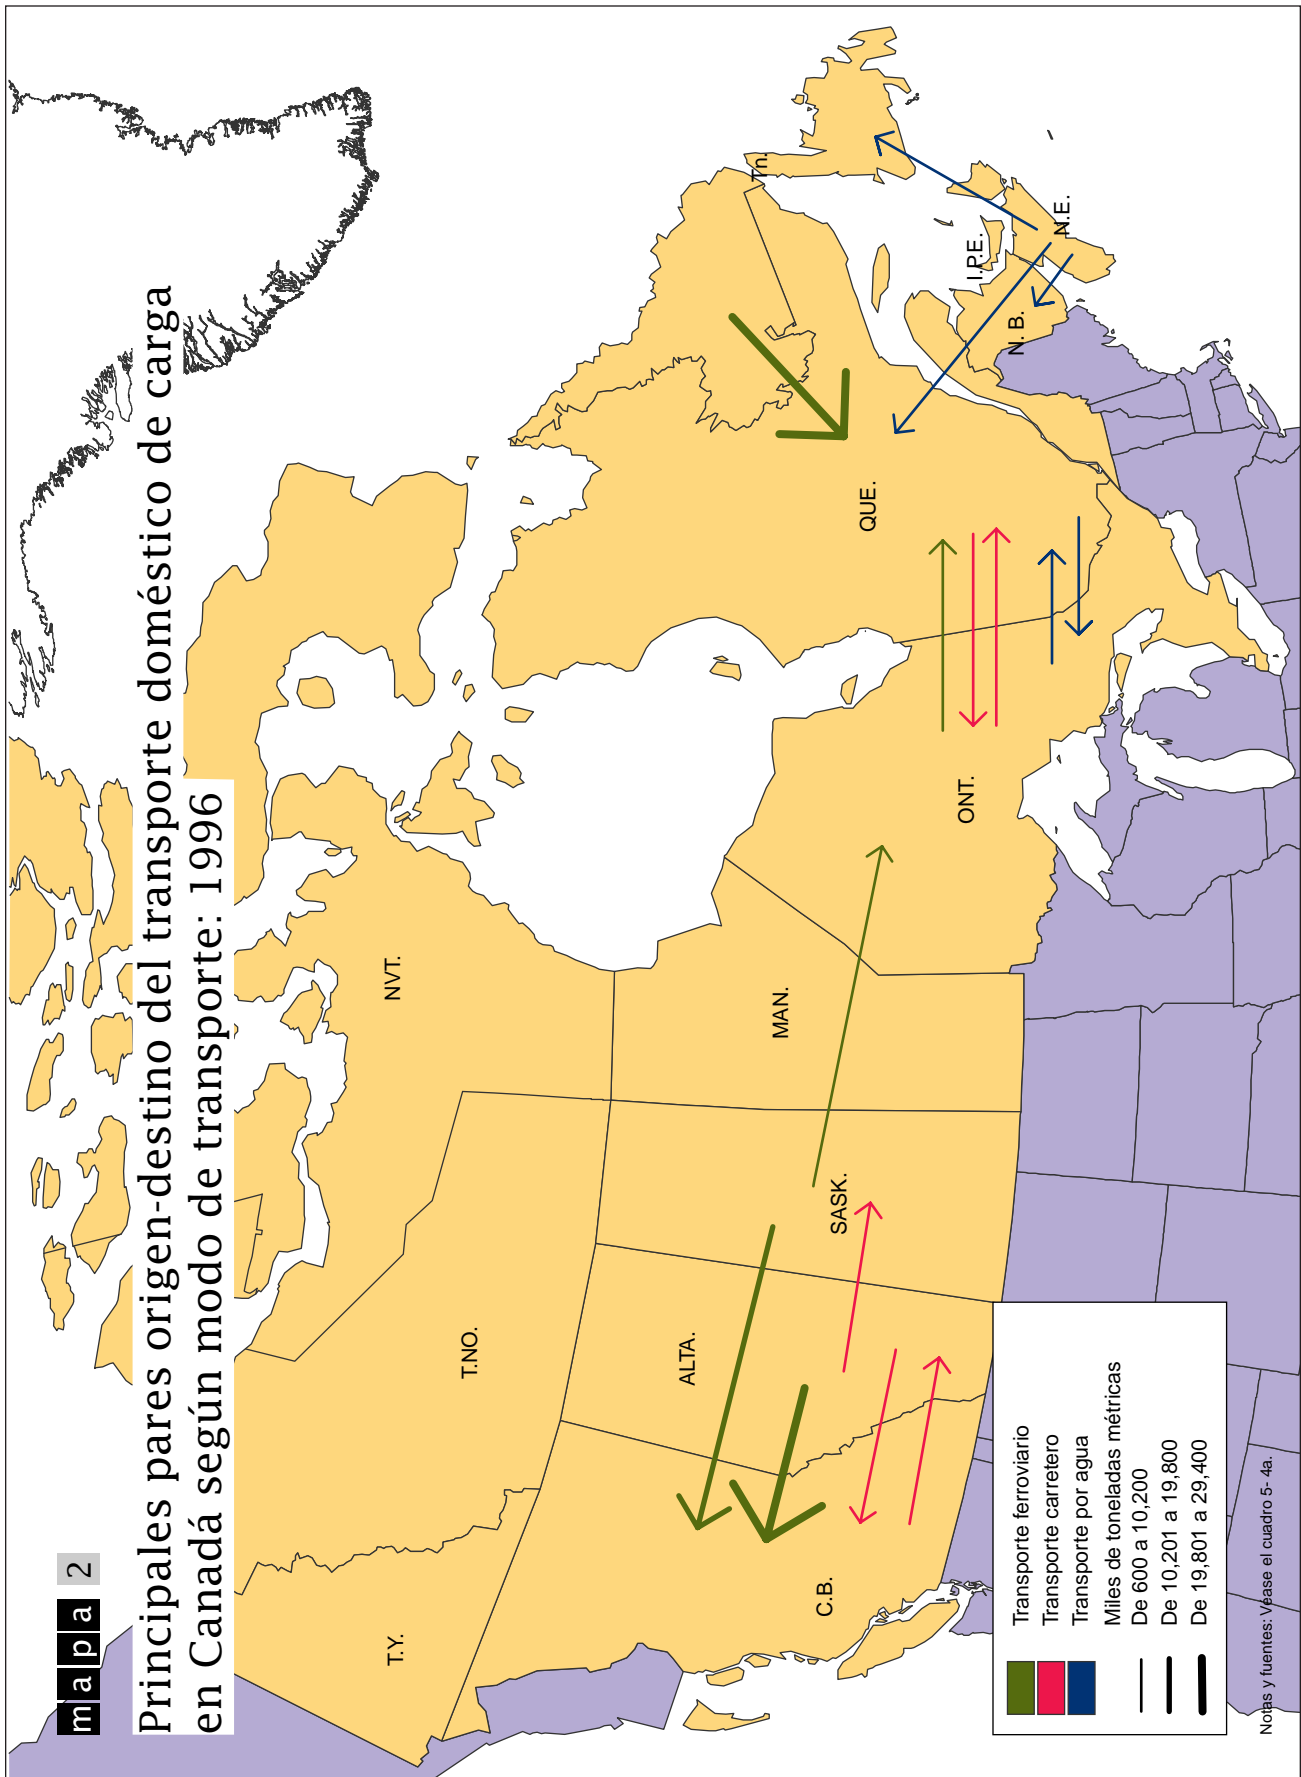 mapa 2
Principales pares origen-destino del transporte doméstico de carga
en Canadá según modo de transporte: 1996
T.Y.
T.NO.
NVT.
C.B.
ALTA.
SASK.
MAN.
ONT.
QUE.
Tn.
I.P.E.
N. B.
N.E.
Transporte ferroviario
Transporte carretero
Transporte por agua
Miles de toneladas métricas
De 600 a 10,200
De 10,201 a 19,800
De 19,801 a 29,400
Notas y fuentes: Véase el cuadro 5- 4a.